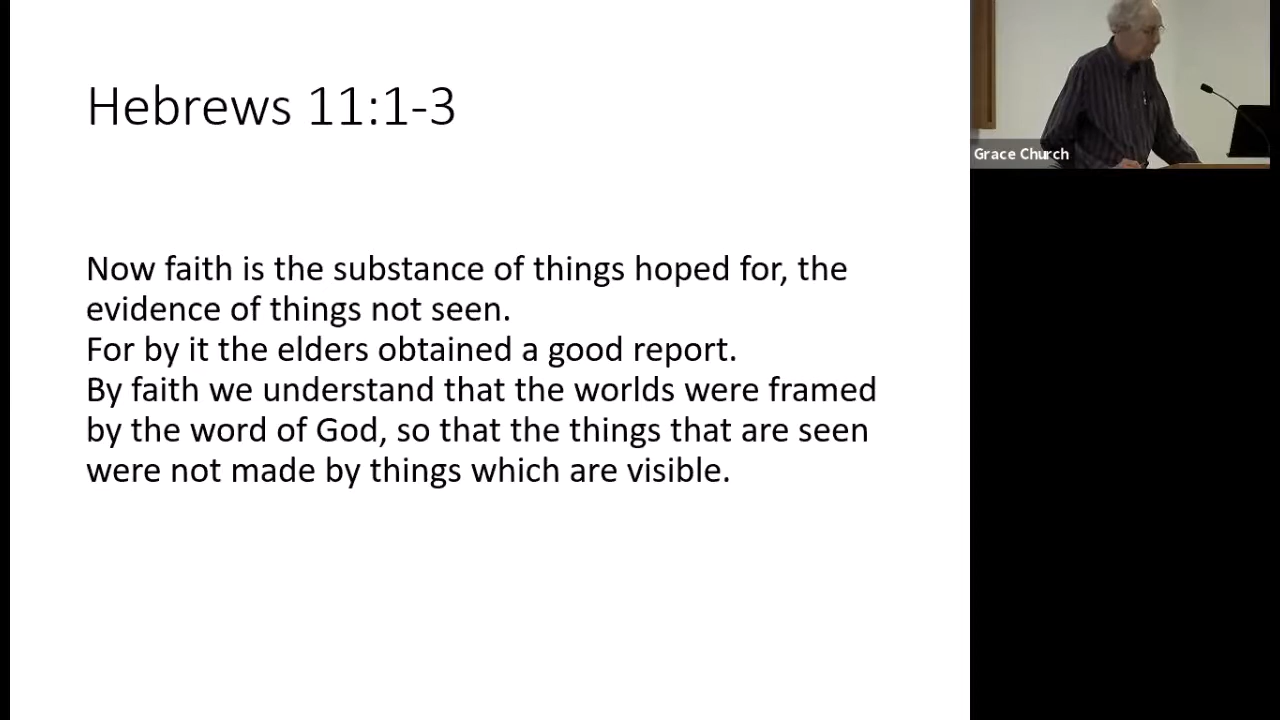 Hebrews 11:1-3
Now faith is the substance of things hoped for, the
evidence of things not seen.
For by it the elders obtained a good report.
By faith we understand that the worlds were framed
by the word of God, so that the things that are seen
were not made by things which are visible.
Grace Church